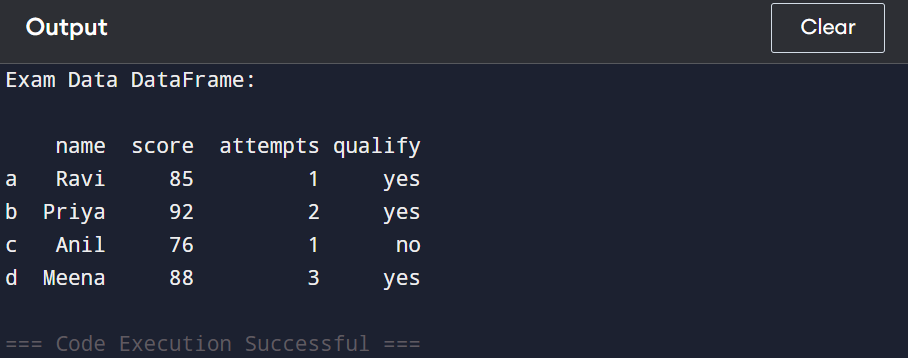 Output
Clear
Exam Data DataFrame:
name score attempts qualify
a Ravi 85 1 yes
b Priya 92 2 yes
c Anil 76 1 no
d Meena 88 3 yes
=== Code Execution Successful ===